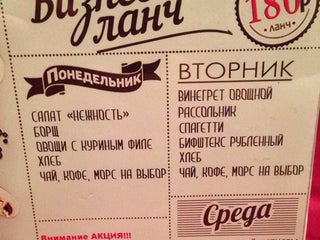 Бизнес
ланч
180р
ланч
Понедельник
Салат «Нежность»
Борщ
Овощи с куриным филе
Хлеб
Чай, кофе, морс на выбор
Вторник
Винегрет овощной
Рассольник
Спагетти
Бифштекс рубленный
Хлеб
Чай, кофе, морс на выбор
Среда
Внимание АКЦИЯ!!!